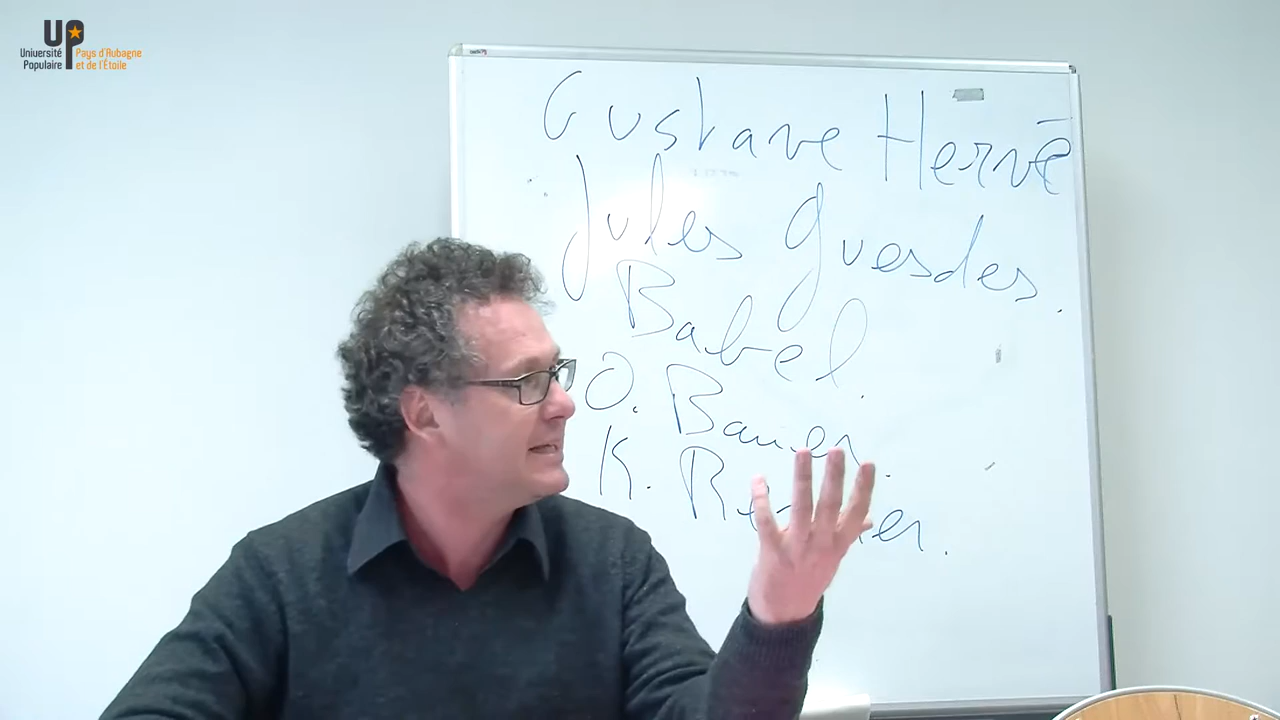 UP
Université Populaire
Pays d'Aubagne et de l'Étoile
Gustave Hervé
Jules Guesdes.
Babel.
O. Bauer.
K.